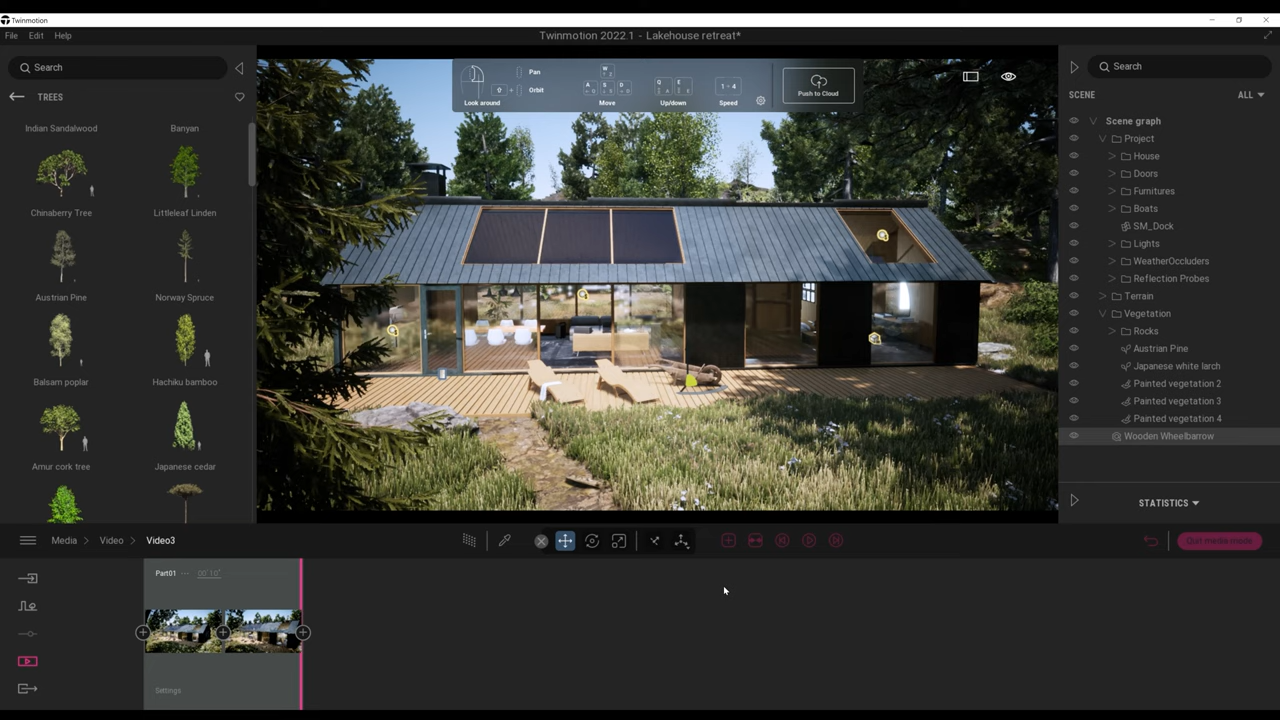 Twinmotion
File Edit Help
Twinmotion 2022.1 - Lakehouse retreat*
Search
TREES
Indian Sandalwood
Banyan
Chinaberry Tree
Littleleaf Linden
Austrian Pine
Norway Spruce
Balsam poplar
Hachiku bamboo
Amur cork tree
Japanese cedar
Look around
Pan
Orbit
W
A S D
Move
Q E
Up/down
1 - 4
Speed
Push to Cloud
Search
SCENE
ALL
Scene graph
Project
House
Doors
Furnitures
Boats
SM_Dock
Lights
WeatherOccluders
Reflection Probes
Terrain
Vegetation
Rocks
Austrian Pine
Japanese white larch
Painted vegetation 2
Painted vegetation 3
Painted vegetation 4
Wooden Wheelbarrow
STATISTICS
Media
Video
Video3
Quit media mode
Part01 ··· 00'10"
Settings